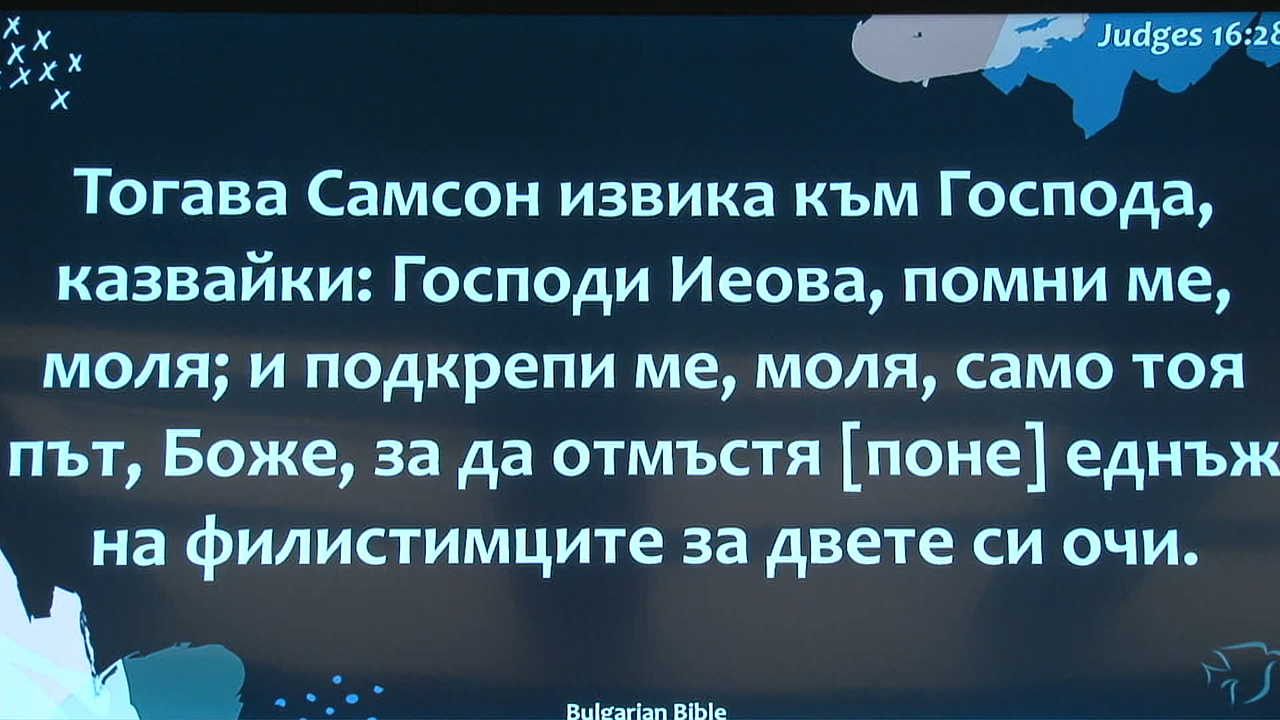 Judges 16:28
Тогава Самсон извика към Господа,
казвайки: Господи Иеова, помни ме,
моля; и подкрепи ме, моля, само тоя
път, Боже, за да отмъстя [поне] еднъж
на филистимците за двете си очи.
Bulgarian Bible